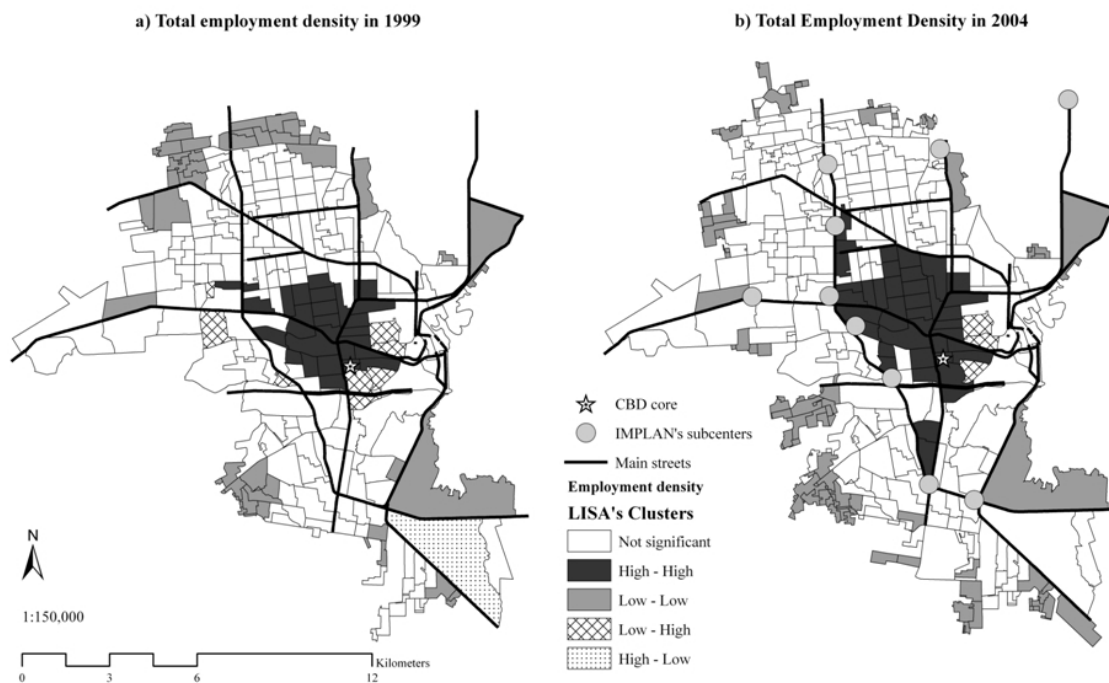 a) Total employment density in 1999
b) Total Employment Density in 2004
CBD core
IMPLAN's subcenters
Main streets
Employment density
LISA's Clusters
Not significant
High - High
Low - Low
Low - High
High - Low
N
1:150,000
Kilometers
0 3 6 12